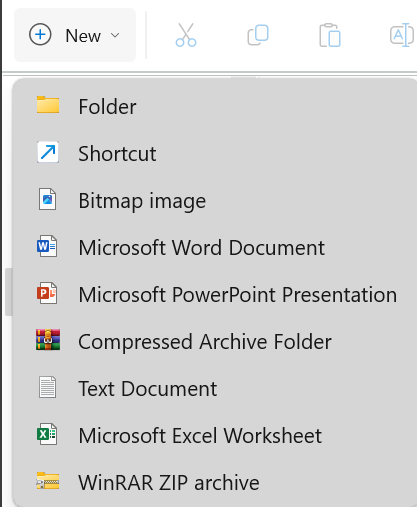 New
Folder
Shortcut
Bitmap image
Microsoft Word Document
Microsoft PowerPoint Presentation
Compressed Archive Folder
Text Document
Microsoft Excel Worksheet
WinRAR ZIP archive